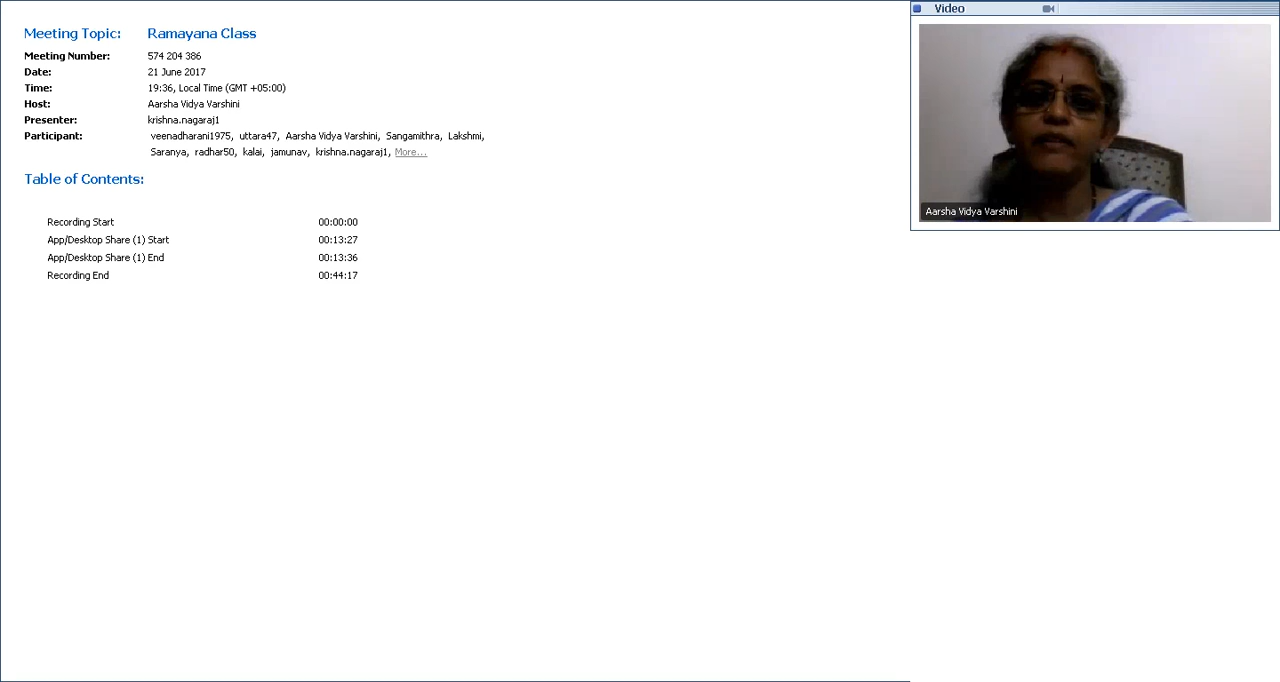 Meeting Topic: Ramayana Class
Meeting Number: 574 204 386
Date: 21 June 2017
Time: 19:36, Local Time (GMT +05:00)
Host: Aarsha Vidya Varshini
Presenter: krishna.nagaraj1
Participant: veenadharani1975, uttara47, Aarsha Vidya Varshini, Sangamithra, Lakshmi,
Saranya, radhar50, kalai, jamunav, krishna.nagaraj1, More...
Table of Contents:
Recording Start 00:00:00
App/Desktop Share (1) Start 00:13:27
App/Desktop Share (1) End 00:13:36
Recording End 00:44:17
Video
Aarsha Vidya Varshini